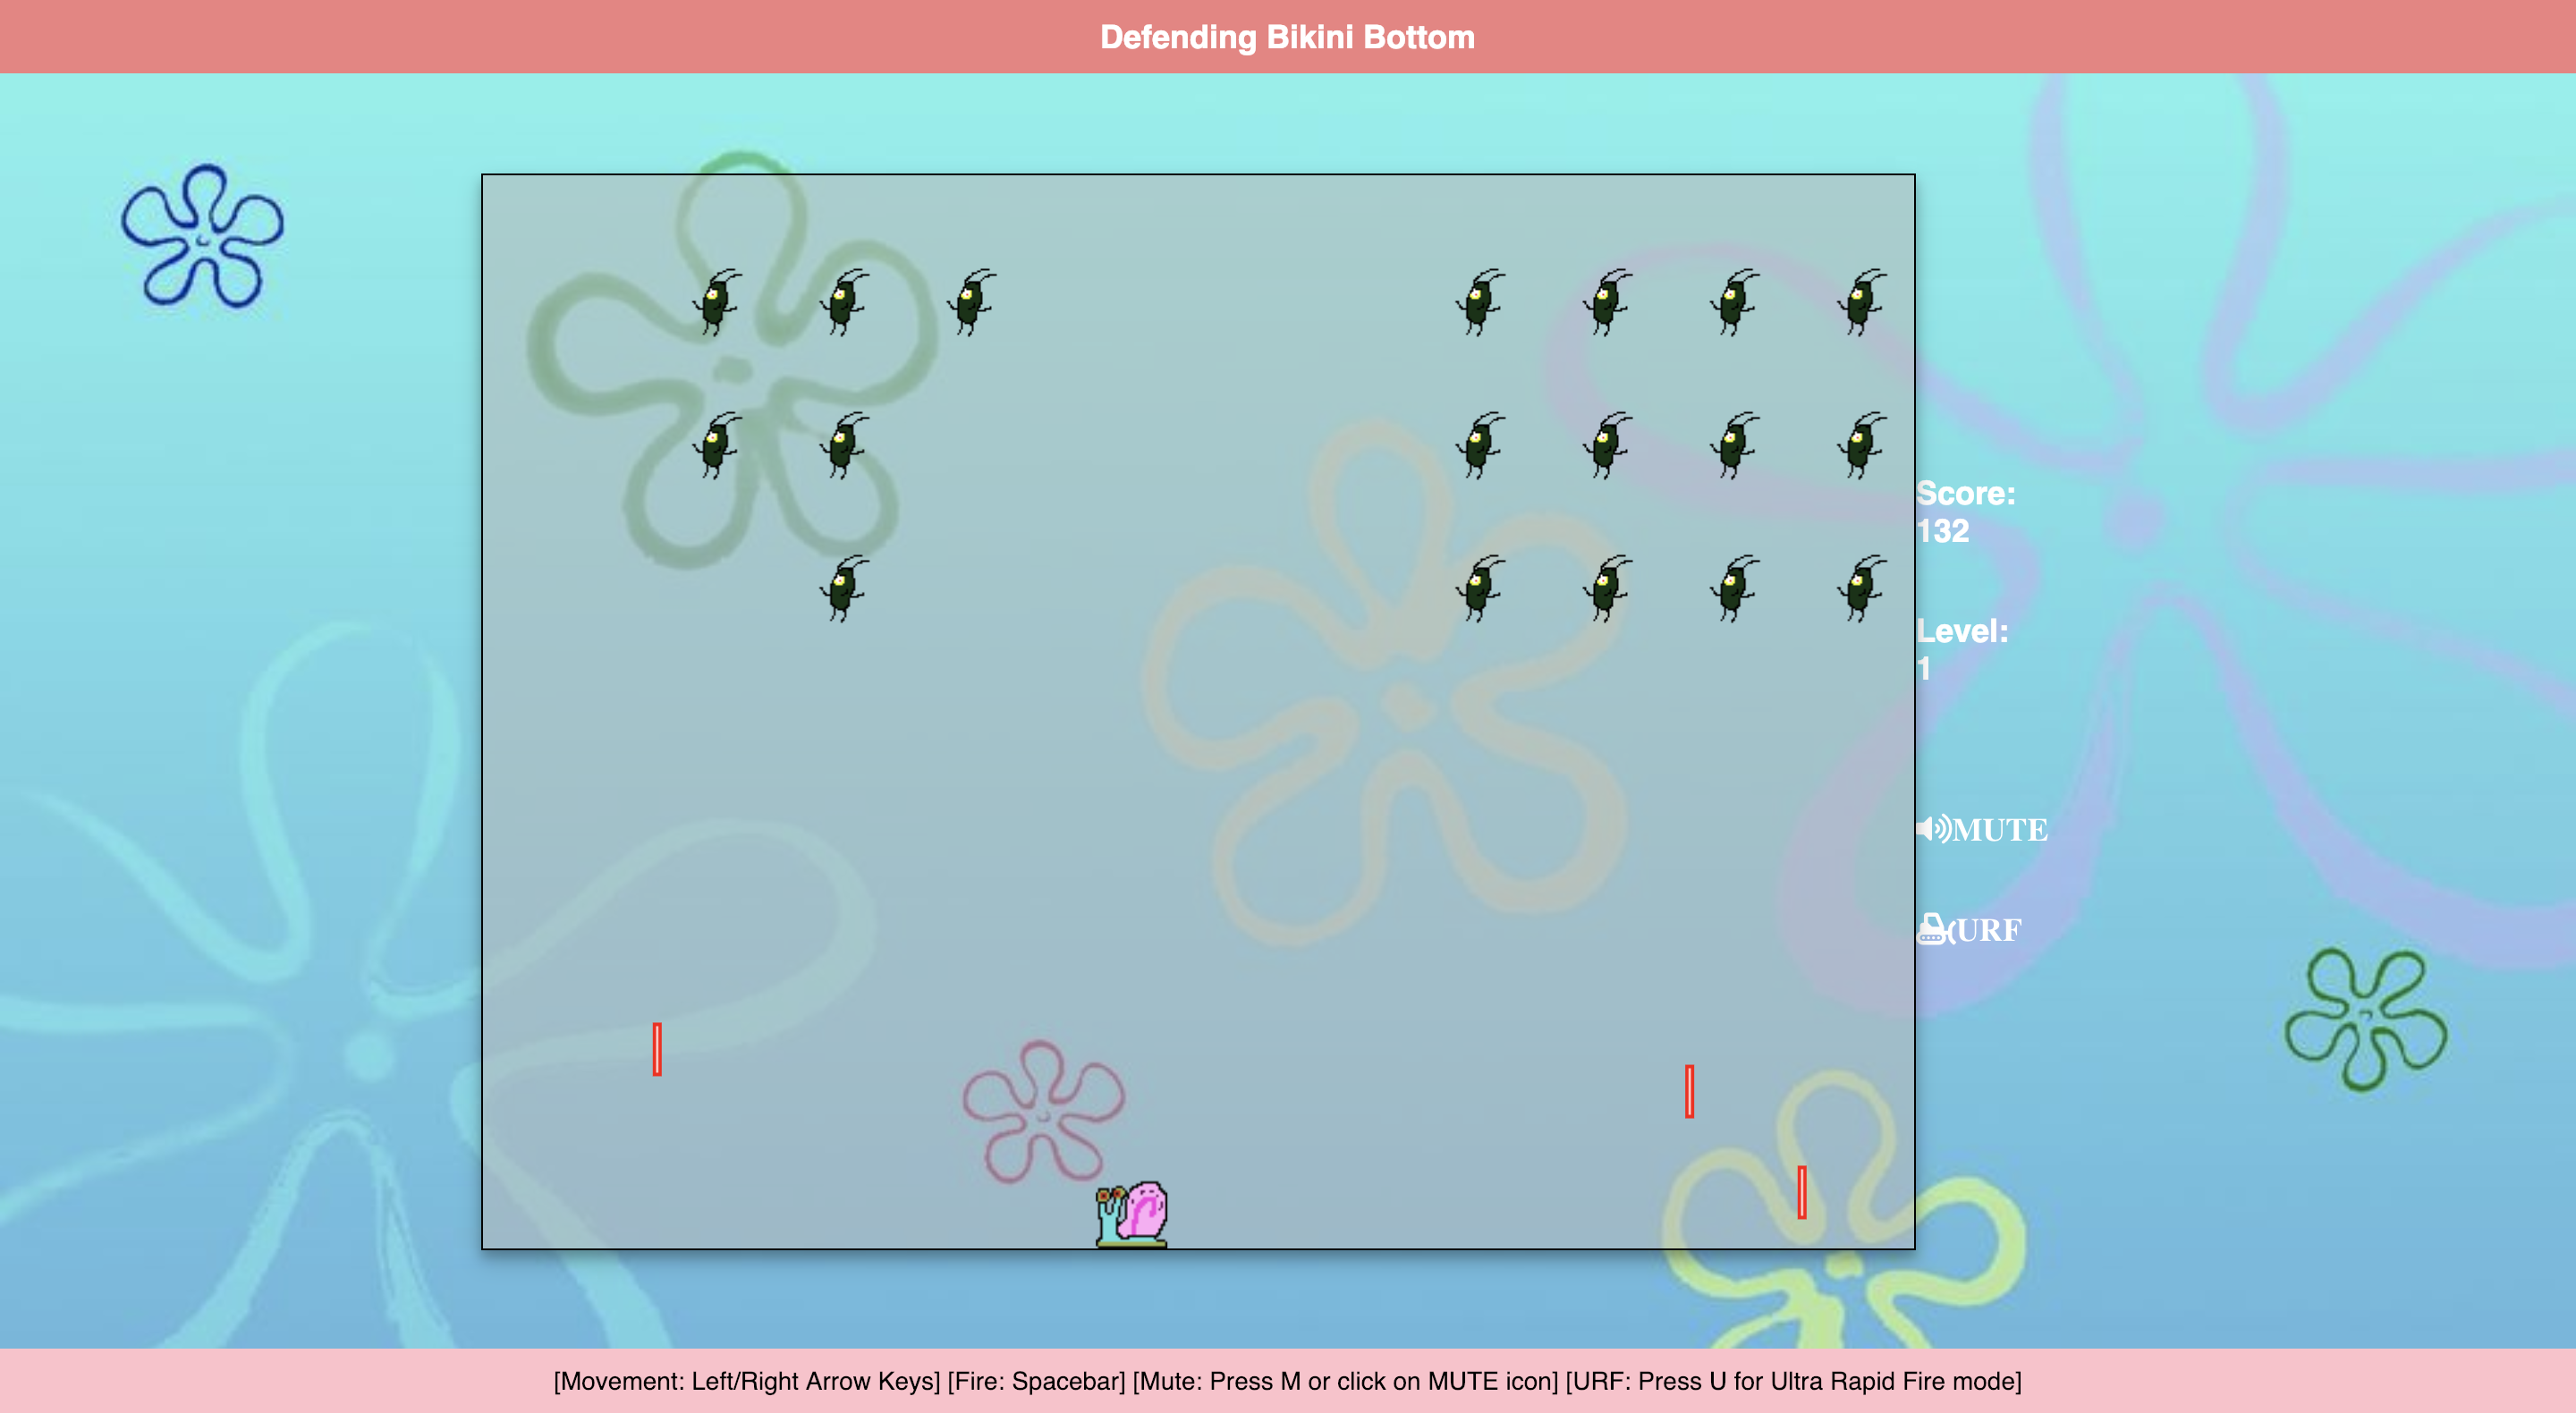 Defending Bikini Bottom
Score:
132
Level:
1
MUTE
URF
[Movement: Left/Right Arrow Keys] [Fire: Spacebar] [Mute: Press M or click on MUTE icon] [URF: Press U for Ultra Rapid Fire mode]